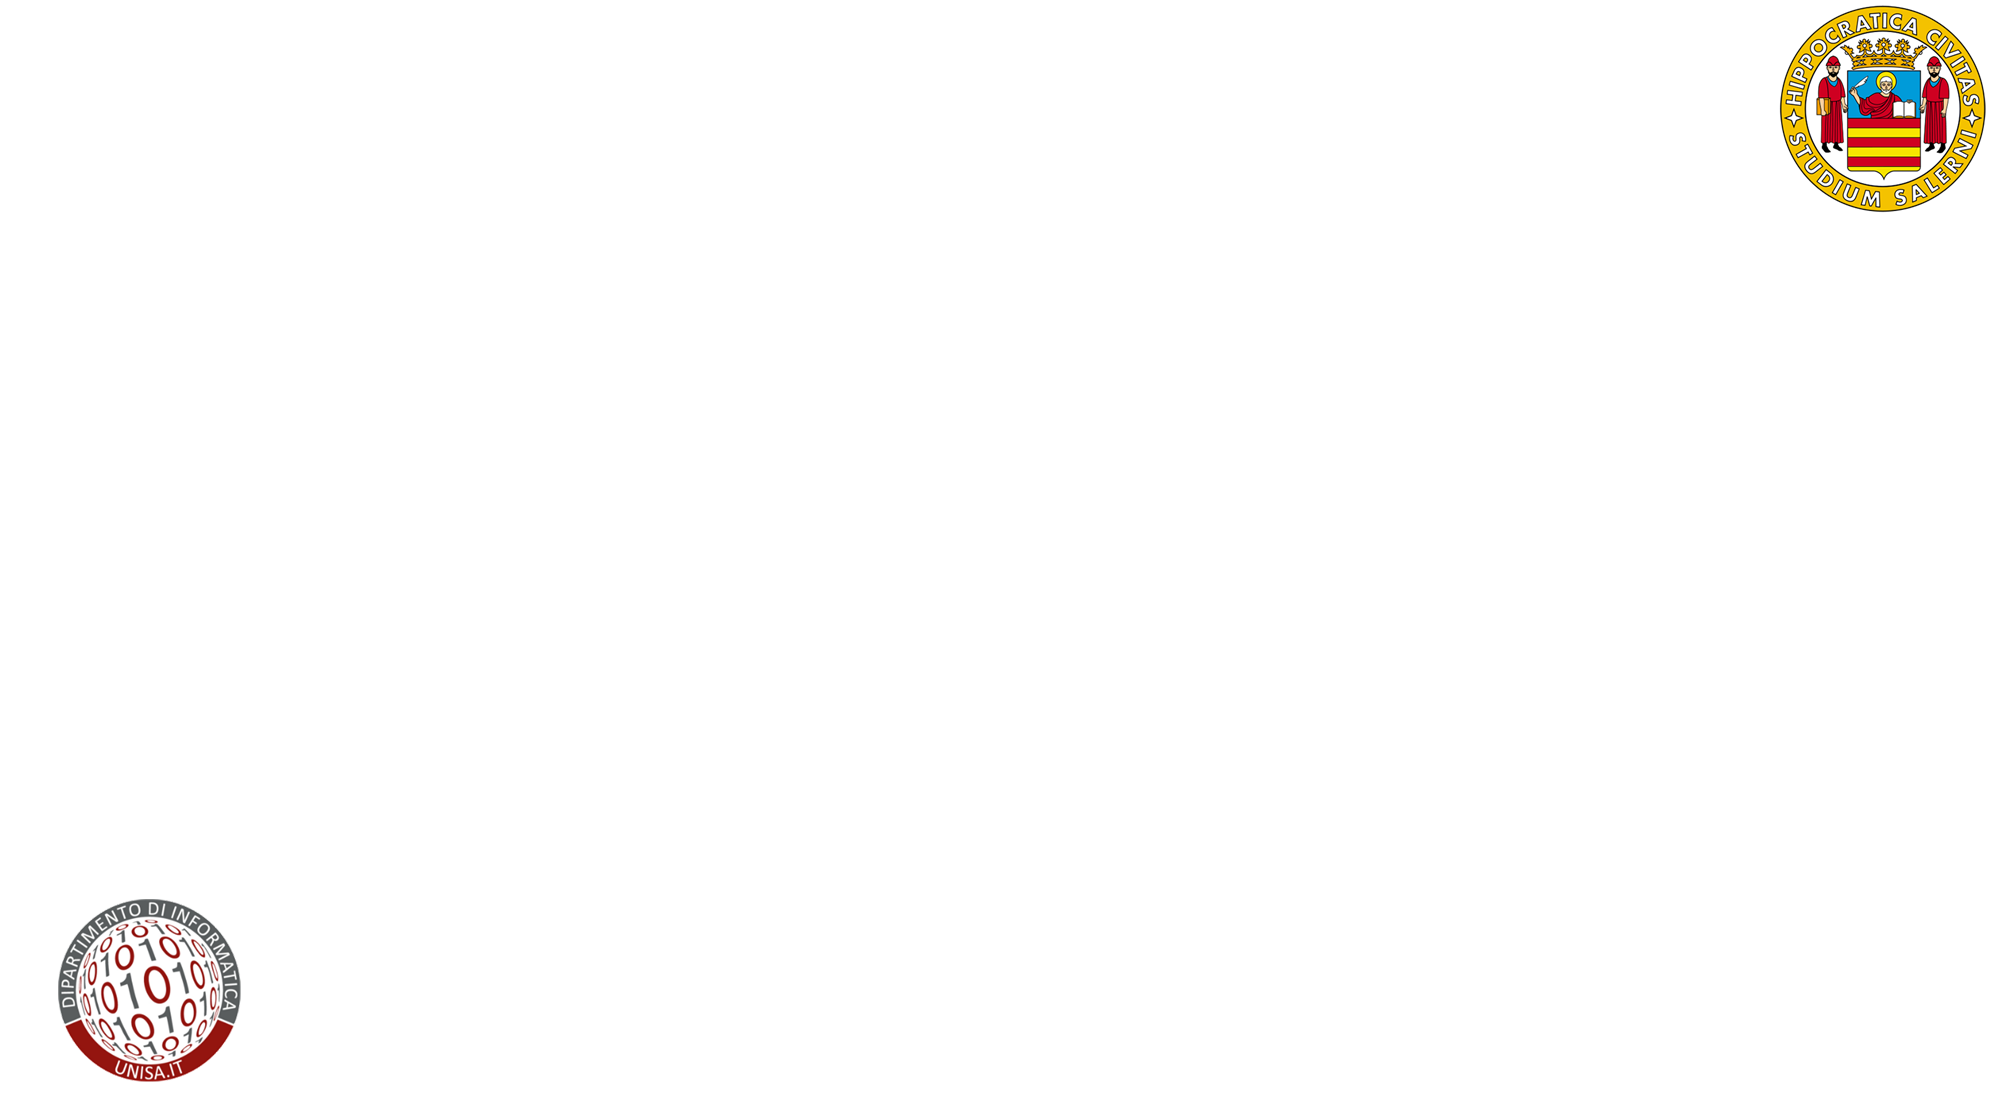 HIPPOCRATICA CIVITAS
STUDIUM SALERNI
DIPARTIMENTO DI INFORMATICA
UNISA.IT